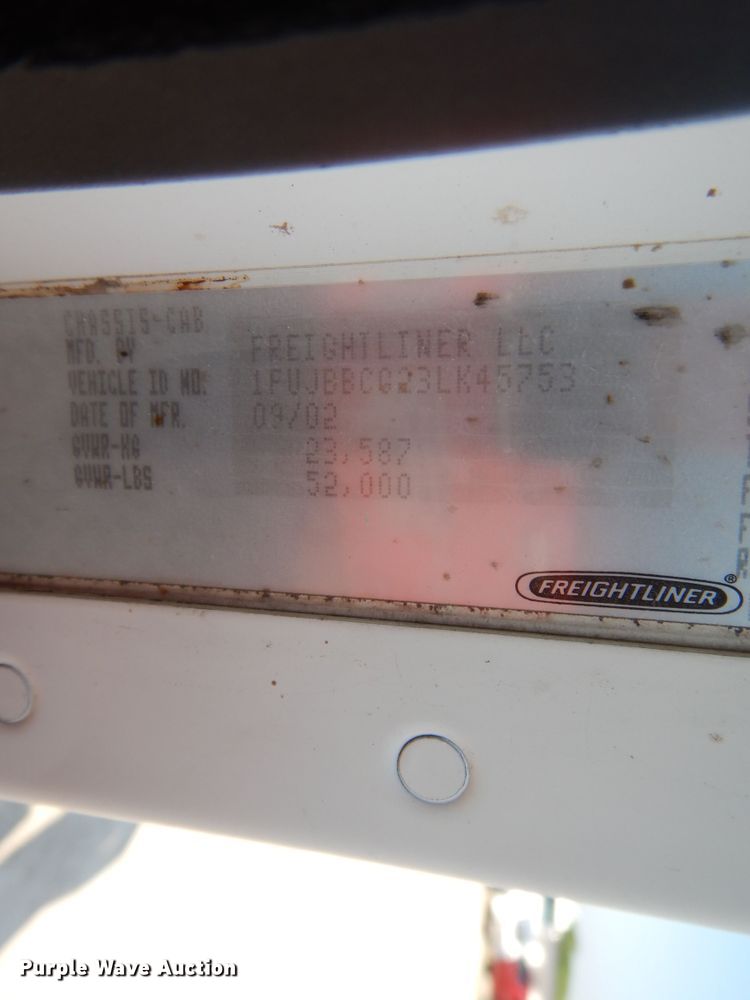 CHASSIS-CAB
MFD. BY FREIGHTLINER LLC
VEHICLE ID NO. 1FUJBBCG23LK45753
DATE OF MFR. 09/02
GVWR-KG 23,587
GVWR-LBS 52,000
FREIGHTLINER®
Purple Wave Auction